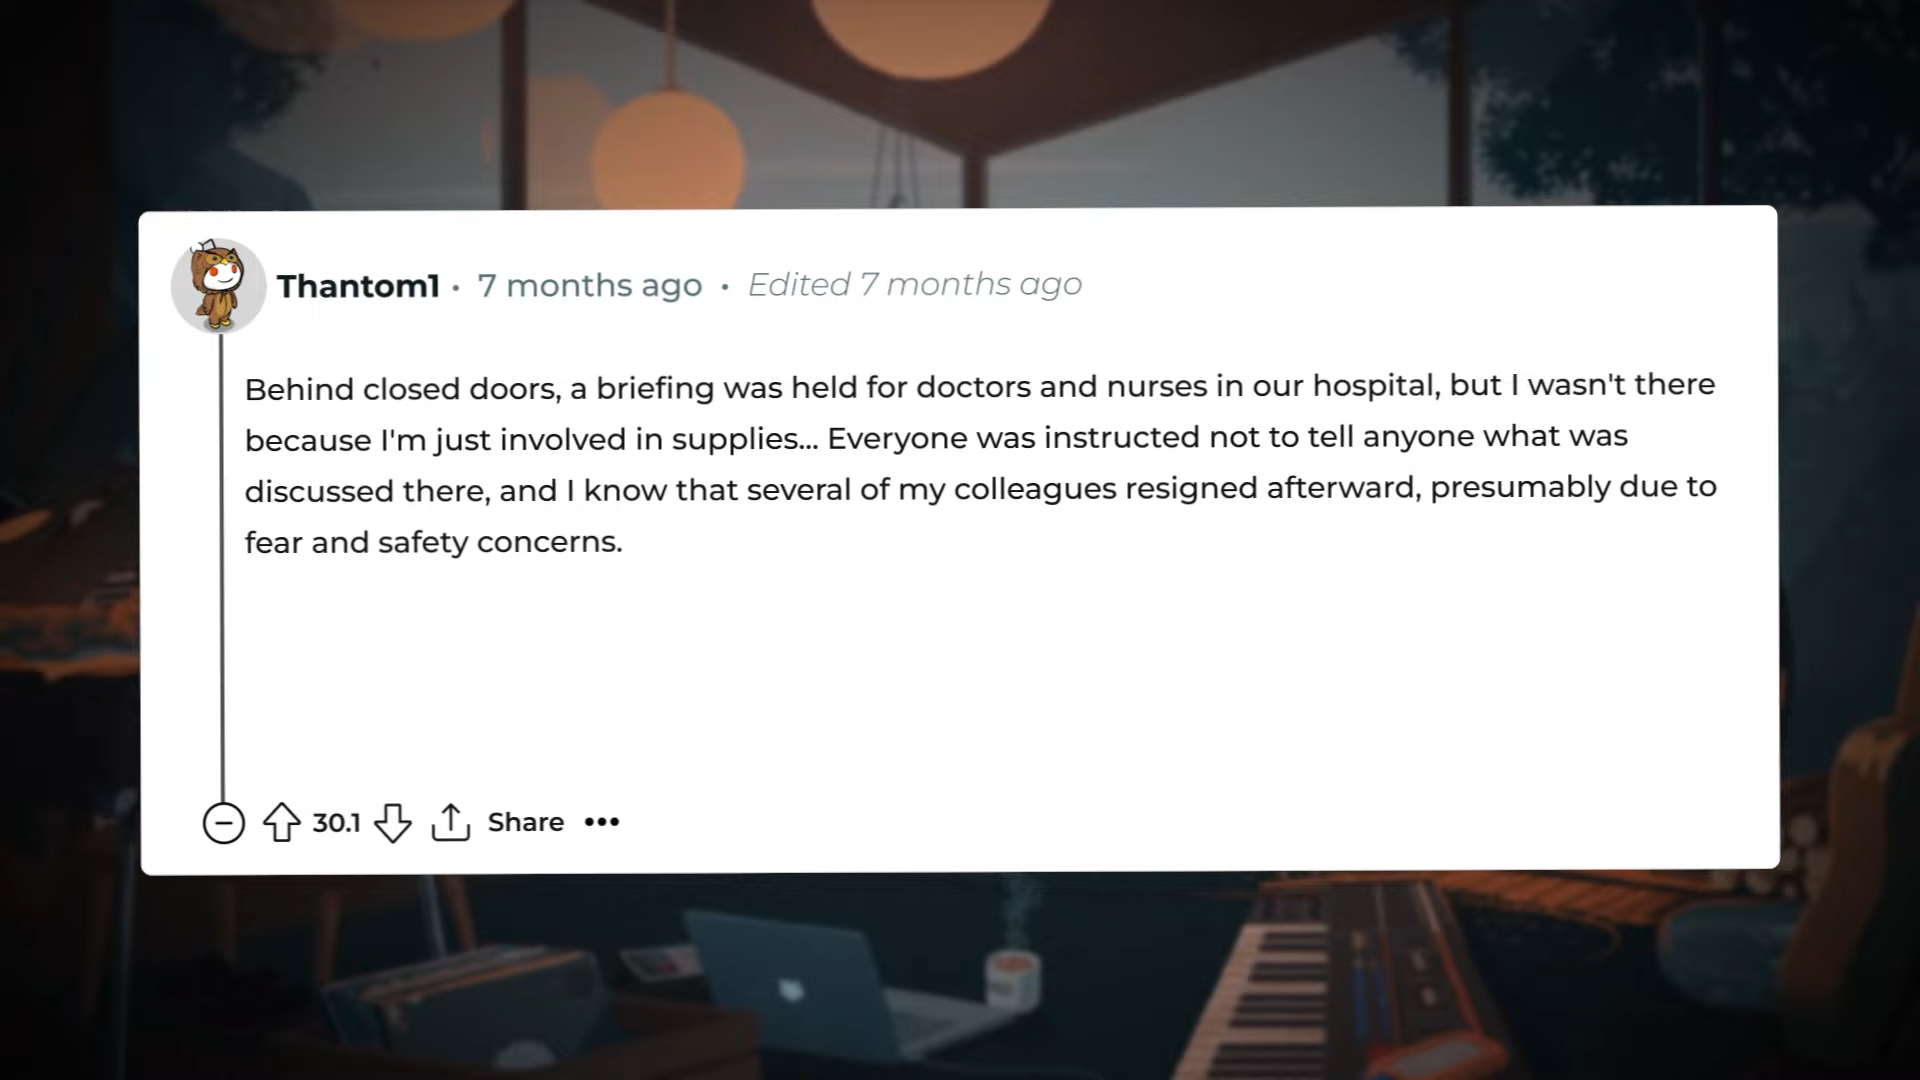 Thantom1 • 7 months ago • Edited 7 months ago
Behind closed doors, a briefing was held for doctors and nurses in our hospital, but I wasn't there
because I'm just involved in supplies... Everyone was instructed not to tell anyone what was
discussed there, and I know that several of my colleagues resigned afterward, presumably due to
fear and safety concerns.
30.1 Share •••